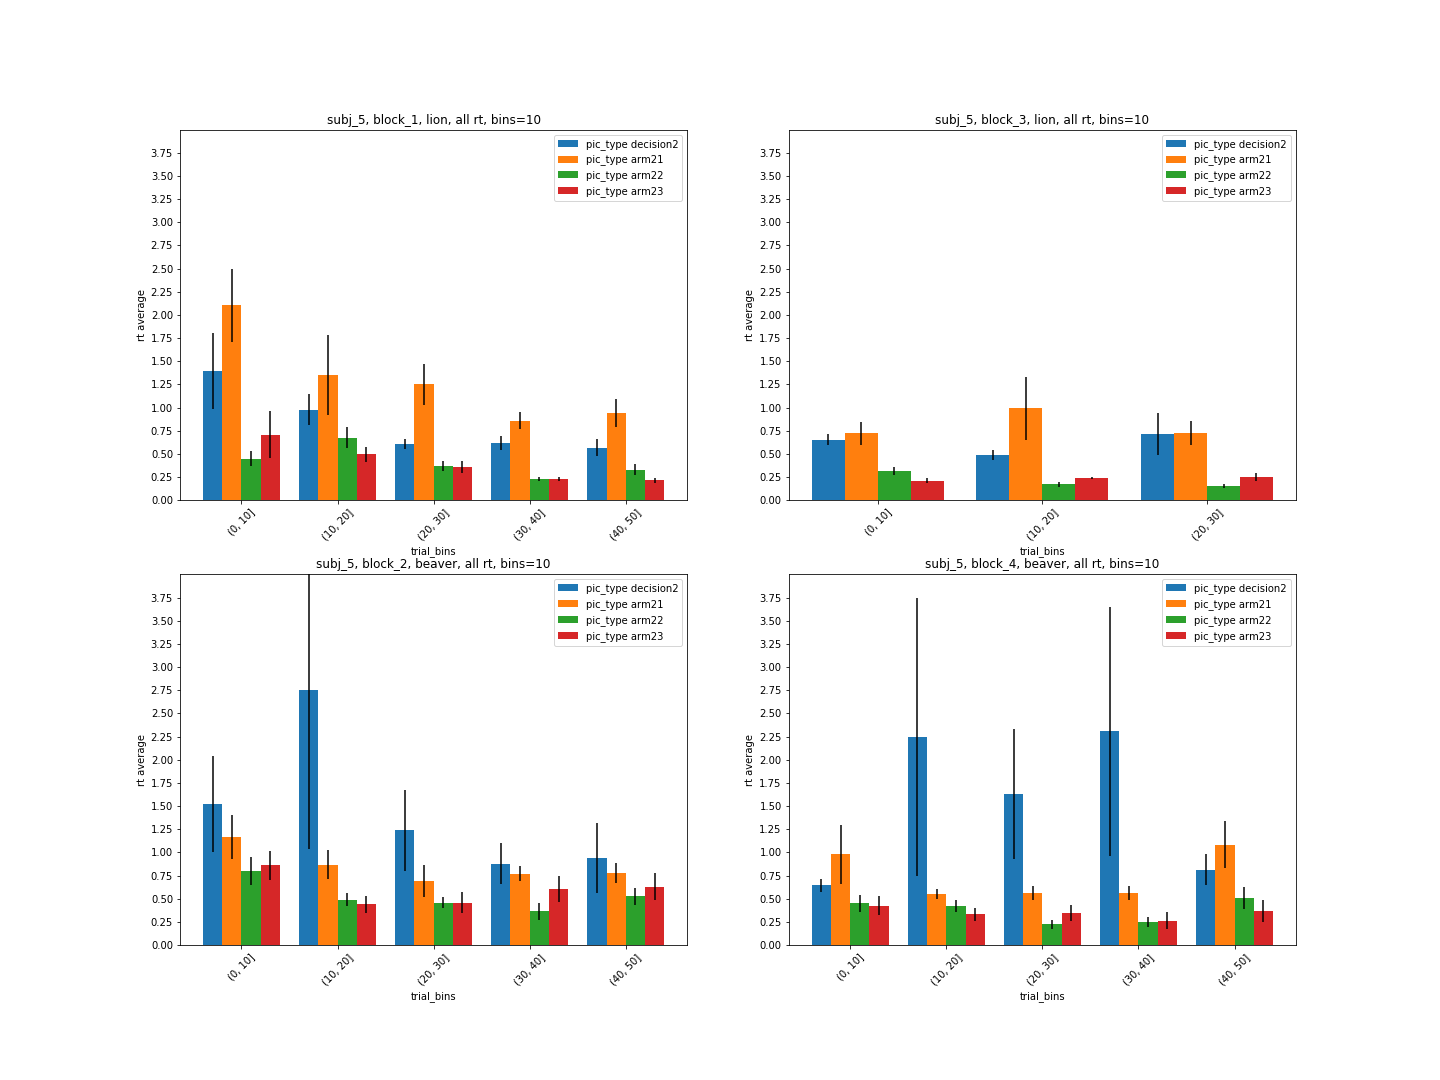 subj_5, block_1, lion, all rt, bins=10
pic_type decision2
pic_type arm21
pic_type arm22
pic_type arm23
3.75
3.50
3.25
3.00
2.75
2.50
2.25
2.00
1.75
1.50
1.25
1.00
0.75
0.50
0.25
0.00
rt average
(0, 10]
(10, 20]
(20, 30]
(30, 40]
(40, 50]
trial_bins
subj_5, block_3, lion, all rt, bins=10
pic_type decision2
pic_type arm21
pic_type arm22
pic_type arm23
3.75
3.50
3.25
3.00
2.75
2.50
2.25
2.00
1.75
1.50
1.25
1.00
0.75
0.50
0.25
0.00
rt average
(0, 10]
(10, 20]
(20, 30]
trial_bins
subj_5, block_2, beaver, all rt, bins=10
pic_type decision2
pic_type arm21
pic_type arm22
pic_type arm23
3.75
3.50
3.25
3.00
2.75
2.50
2.25
2.00
1.75
1.50
1.25
1.00
0.75
0.50
0.25
0.00
rt average
(0, 10]
(10, 20]
(20, 30]
(30, 40]
(40, 50]
trial_bins
subj_5, block_4, beaver, all rt, bins=10
pic_type decision2
pic_type arm21
pic_type arm22
pic_type arm23
3.75
3.50
3.25
3.00
2.75
2.50
2.25
2.00
1.75
1.50
1.25
1.00
0.75
0.50
0.25
0.00
rt average
(0, 10]
(10, 20]
(20, 30]
(30, 40]
(40, 50]
trial_bins